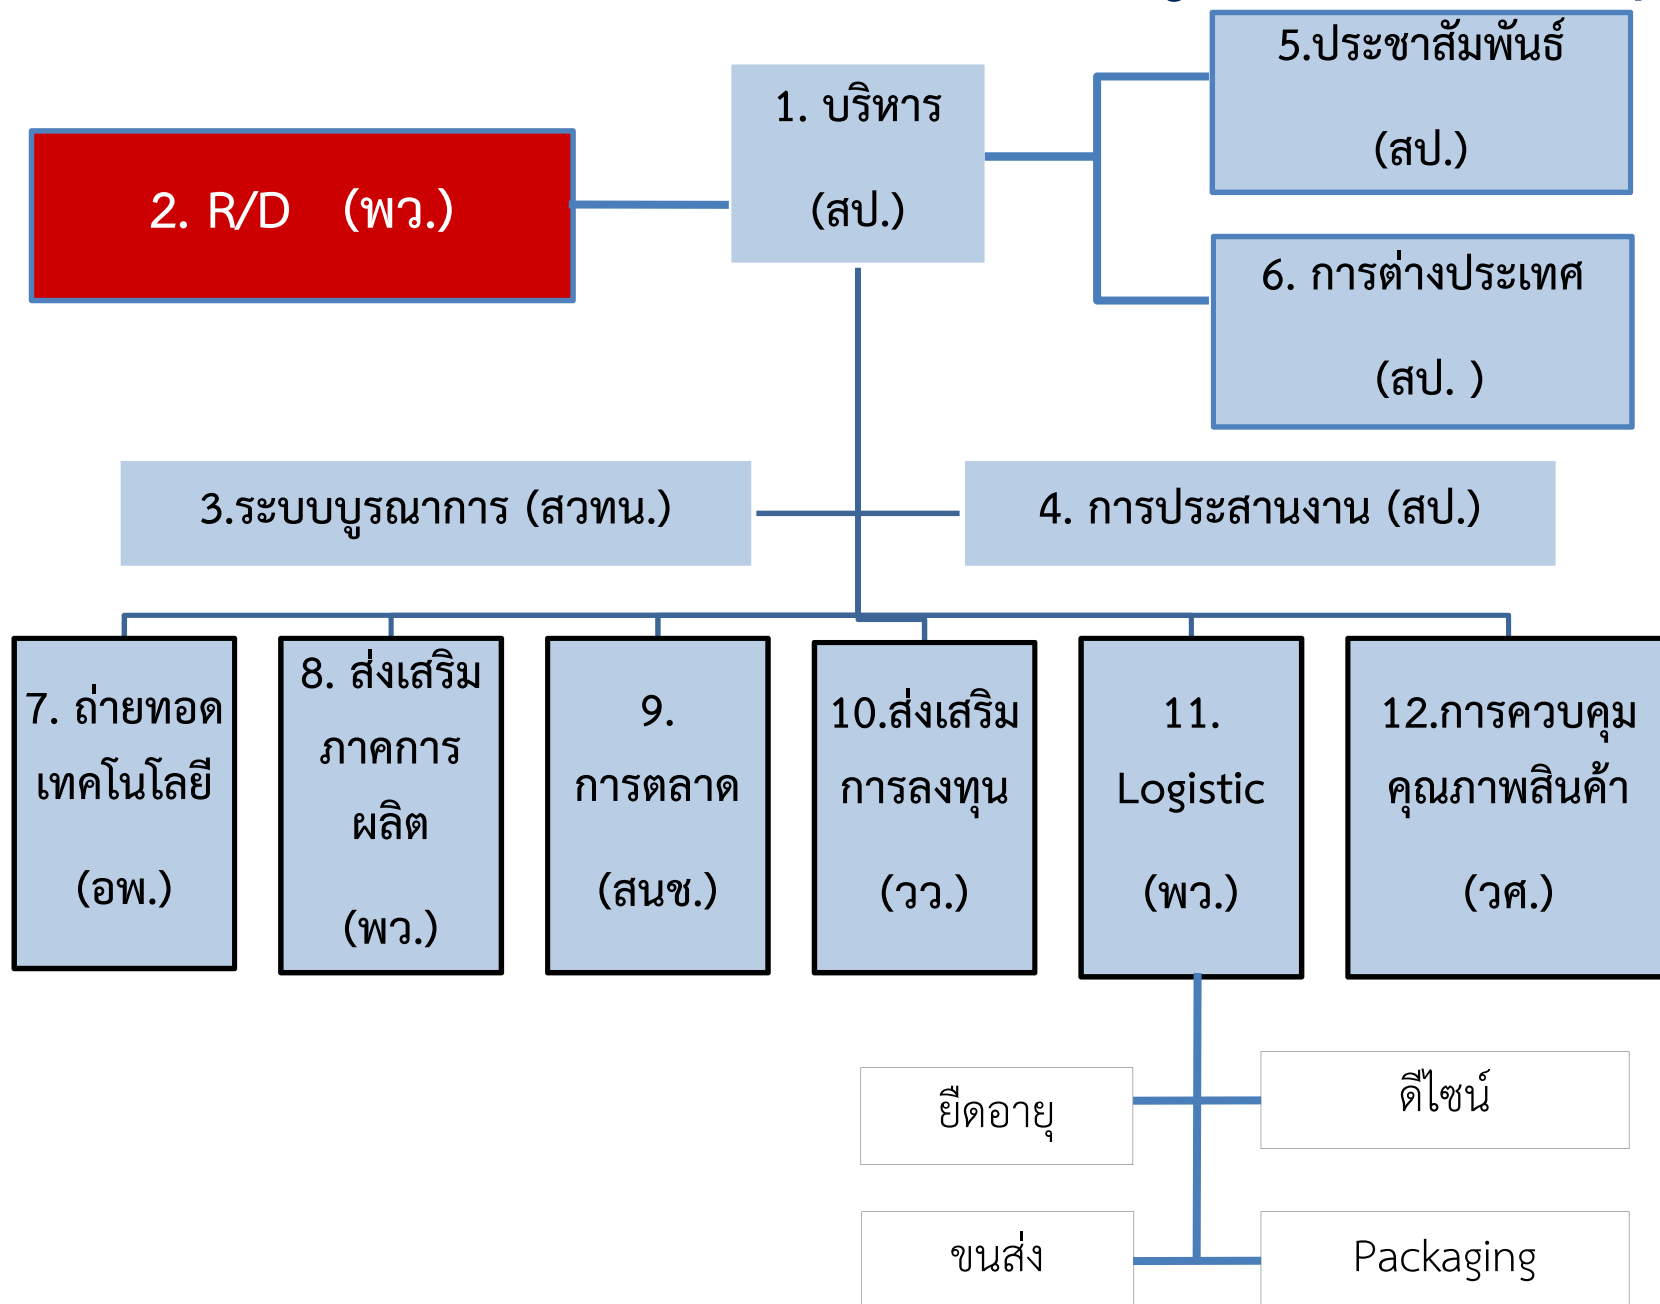 5.ประชาสัมพันธ์
(สป.)
1. บริหาร
(สป.)
2. R/D (พว.)
6. การต่างประเทศ
(สป. )
3.ระบบบูรณาการ (สวทน.)
4. การประสานงาน (สป.)
7. ถ่ายทอด
เทคโนโลยี
(อพ.)
8. ส่งเสริม
ภาคการ
ผลิต
(พว.)
9.
การตลาด
(สนช.)
10.ส่งเสริม
การลงทุน
(วว.)
11.
Logistic
(พว.)
12.การควบคุม
คุณภาพสินค้า
(วศ.)
ยืดอายุ
ดีไซน์
ขนส่ง
Packaging